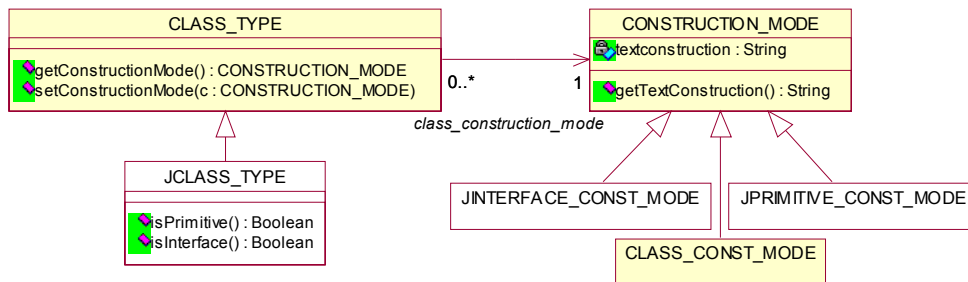 CLASS_TYPE
getConstructionMode() : CONSTRUCTION_MODE
setConstructionMode(c : CONSTRUCTION_MODE)
CONSTRUCTION_MODE
textconstruction : String
getTextConstruction() : String
0..*
1
class_construction_mode
JCLASS_TYPE
isPrimitive() : Boolean
isInterface() : Boolean
JINTERFACE_CONST_MODE
JPRIMITIVE_CONST_MODE
CLASS_CONST_MODE